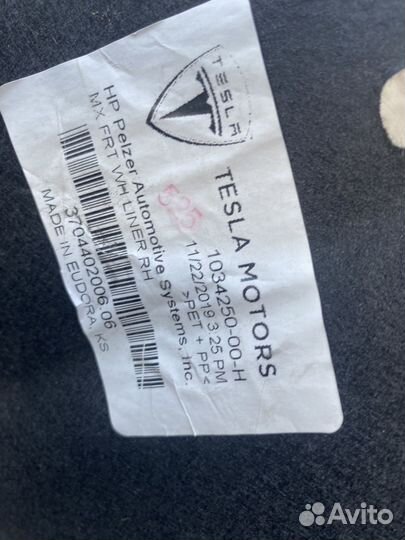 TESLA
TESLA MOTORS
1034250-00-H
11/22/2019 3:25 PM
>PET + PP<
525
HP Pelzer Automotive Systems, Inc.
MX FRT WH LINER RH
3704402006.06
MADE IN EUDORA, KS
Avito